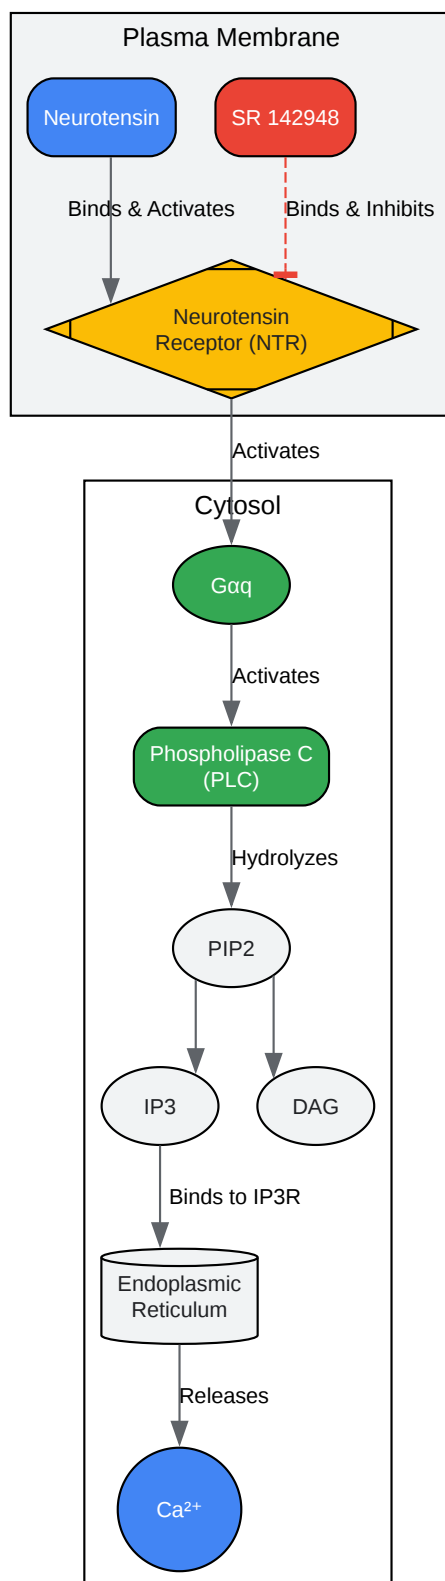 Plasma Membrane
Neurotensin
SR 142948
Binds & Activates
Binds & Inhibits
Neurotensin
Receptor (NTR)
Activates
Cytosol
Gαq
Activates
Phospholipase C
(PLC)
Hydrolyzes
PIP2
IP3
DAG
Binds to IP3R
Endoplasmic
Reticulum
Releases
Ca²⁺